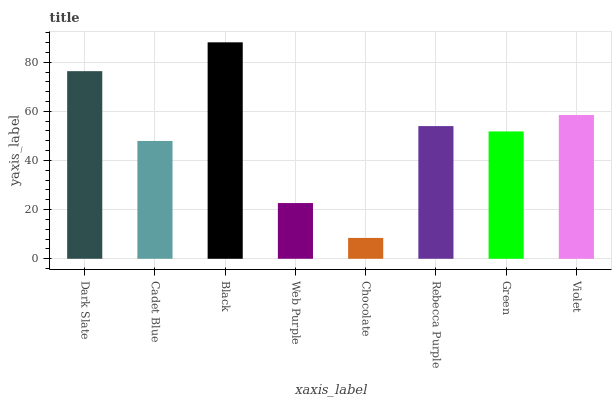 title
yaxis_label
80
60
40
20
0
Dark Slate
Cadet Blue
Black
Web Purple
Chocolate
Rebecca Purple
Green
Violet
xaxis_label